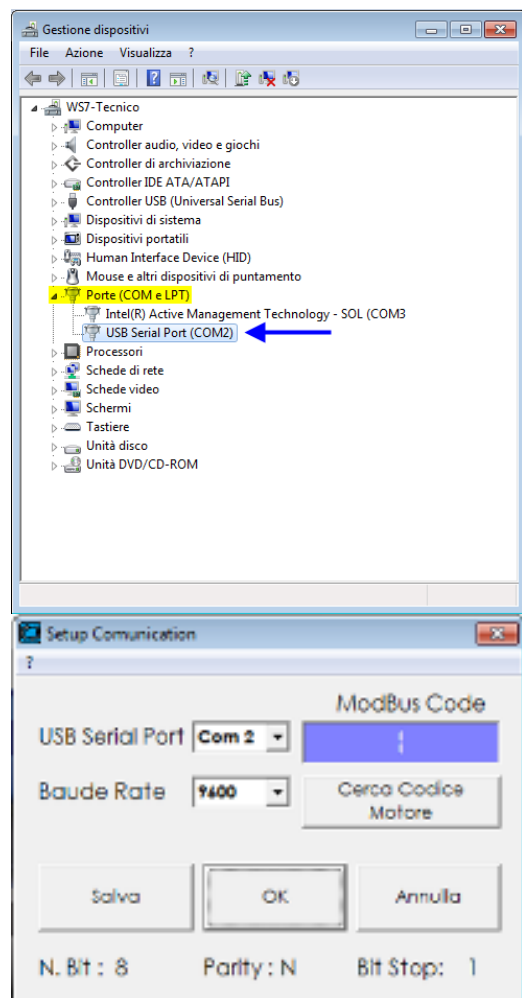 Gestione dispositivi
File Azione Visualizza ?
WS7-Tecnico
Computer
Controller audio, video e giochi
Controller di archiviazione
Controller IDE ATA/ATAPI
Controller USB (Universal Serial Bus)
Dispositivi di sistema
Dispositivi portatili
Human Interface Device (HID)
Mouse e altri dispositivi di puntamento
Porte (COM e LPT)
Intel(R) Active Management Technology - SOL (COM3
USB Serial Port (COM2)
Processori
Schede di rete
Schede video
Schermi
Tastiere
Unità disco
Unità DVD/CD-ROM
Setup Comunication
?
ModBus Code
USB Serial Port Com 2 1
Baude Rate 9600 Cerca Codice
Motore
Salva OK Annulla
N. Bit : 8 Parity : N Bit Stop: 1